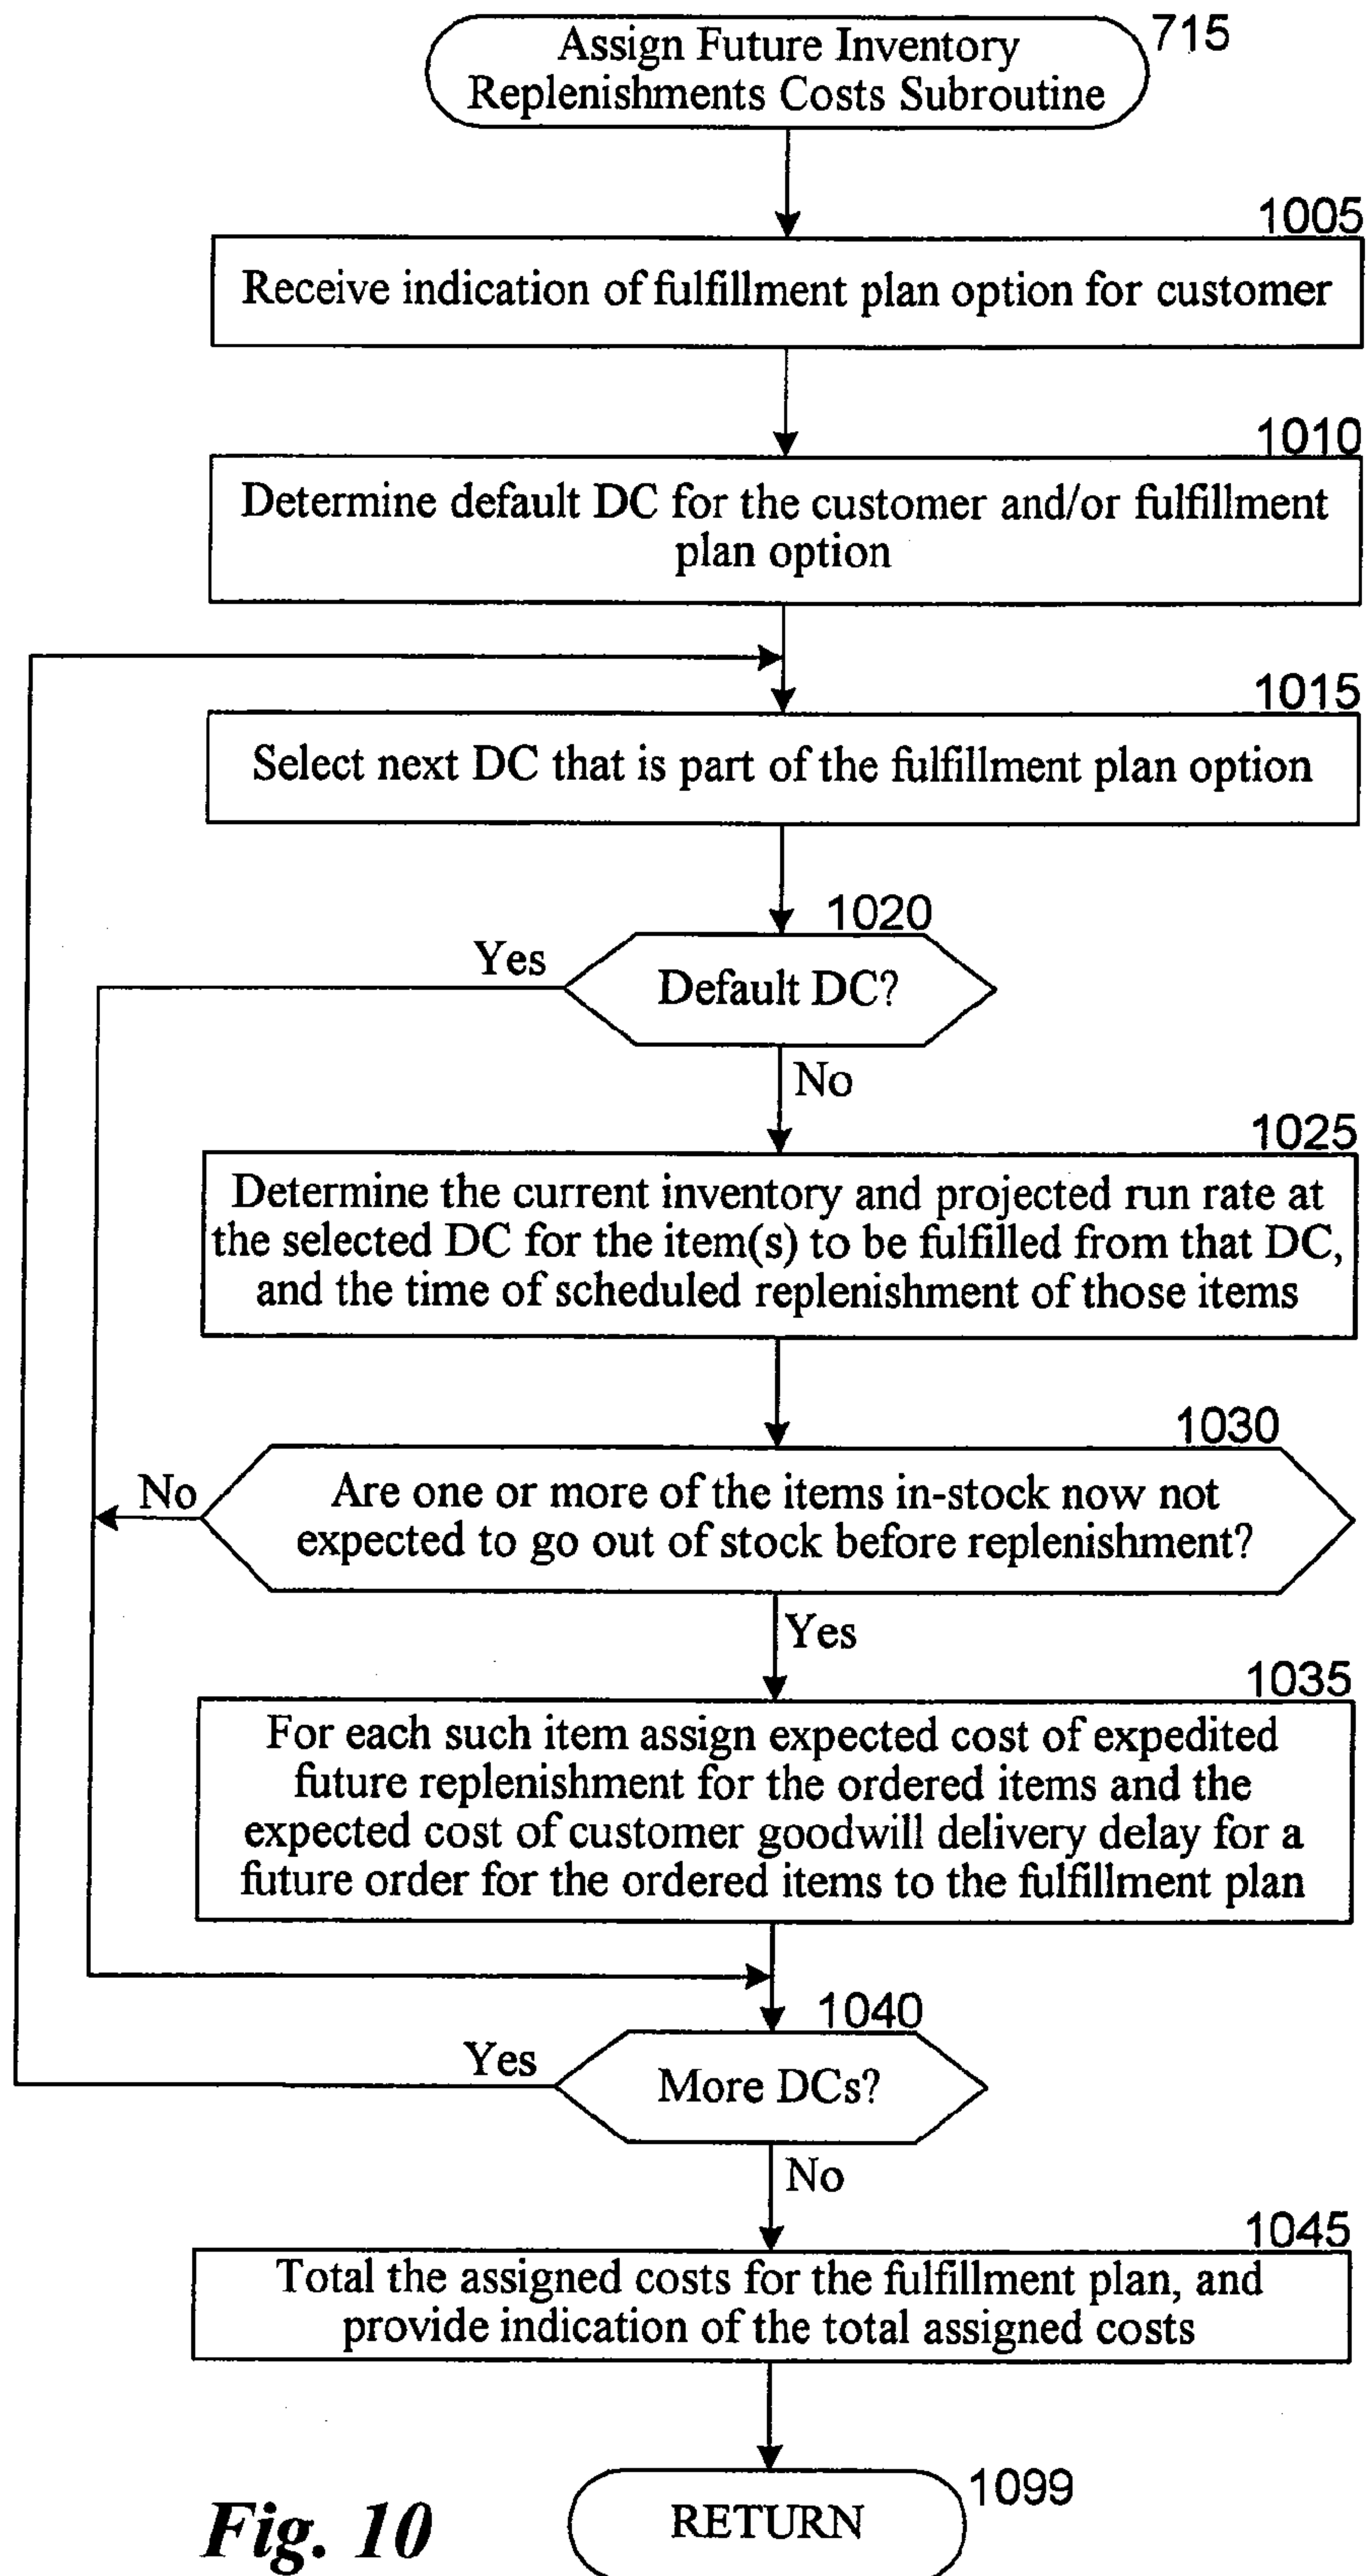 Assign Future Inventory
Replenishments Costs Subroutine
715
1005
Receive indication of fulfillment plan option for customer
1010
Determine default DC for the customer and/or fulfillment
plan option
1015
Select next DC that is part of the fulfillment plan option
1020
Yes
Default DC?
No
1025
Determine the current inventory and projected run rate at
the selected DC for the item(s) to be fulfilled from that DC,
and the time of scheduled replenishment of those items
1030
No
Are one or more of the items in-stock now not
expected to go out of stock before replenishment?
Yes
1035
For each such item assign expected cost of expedited
future replenishment for the ordered items and the
expected cost of customer goodwill delivery delay for a
future order for the ordered items to the fulfillment plan
1040
Yes
More DCs?
No
1045
Total the assigned costs for the fulfillment plan, and
provide indication of the total assigned costs
1099
RETURN
Fig. 10